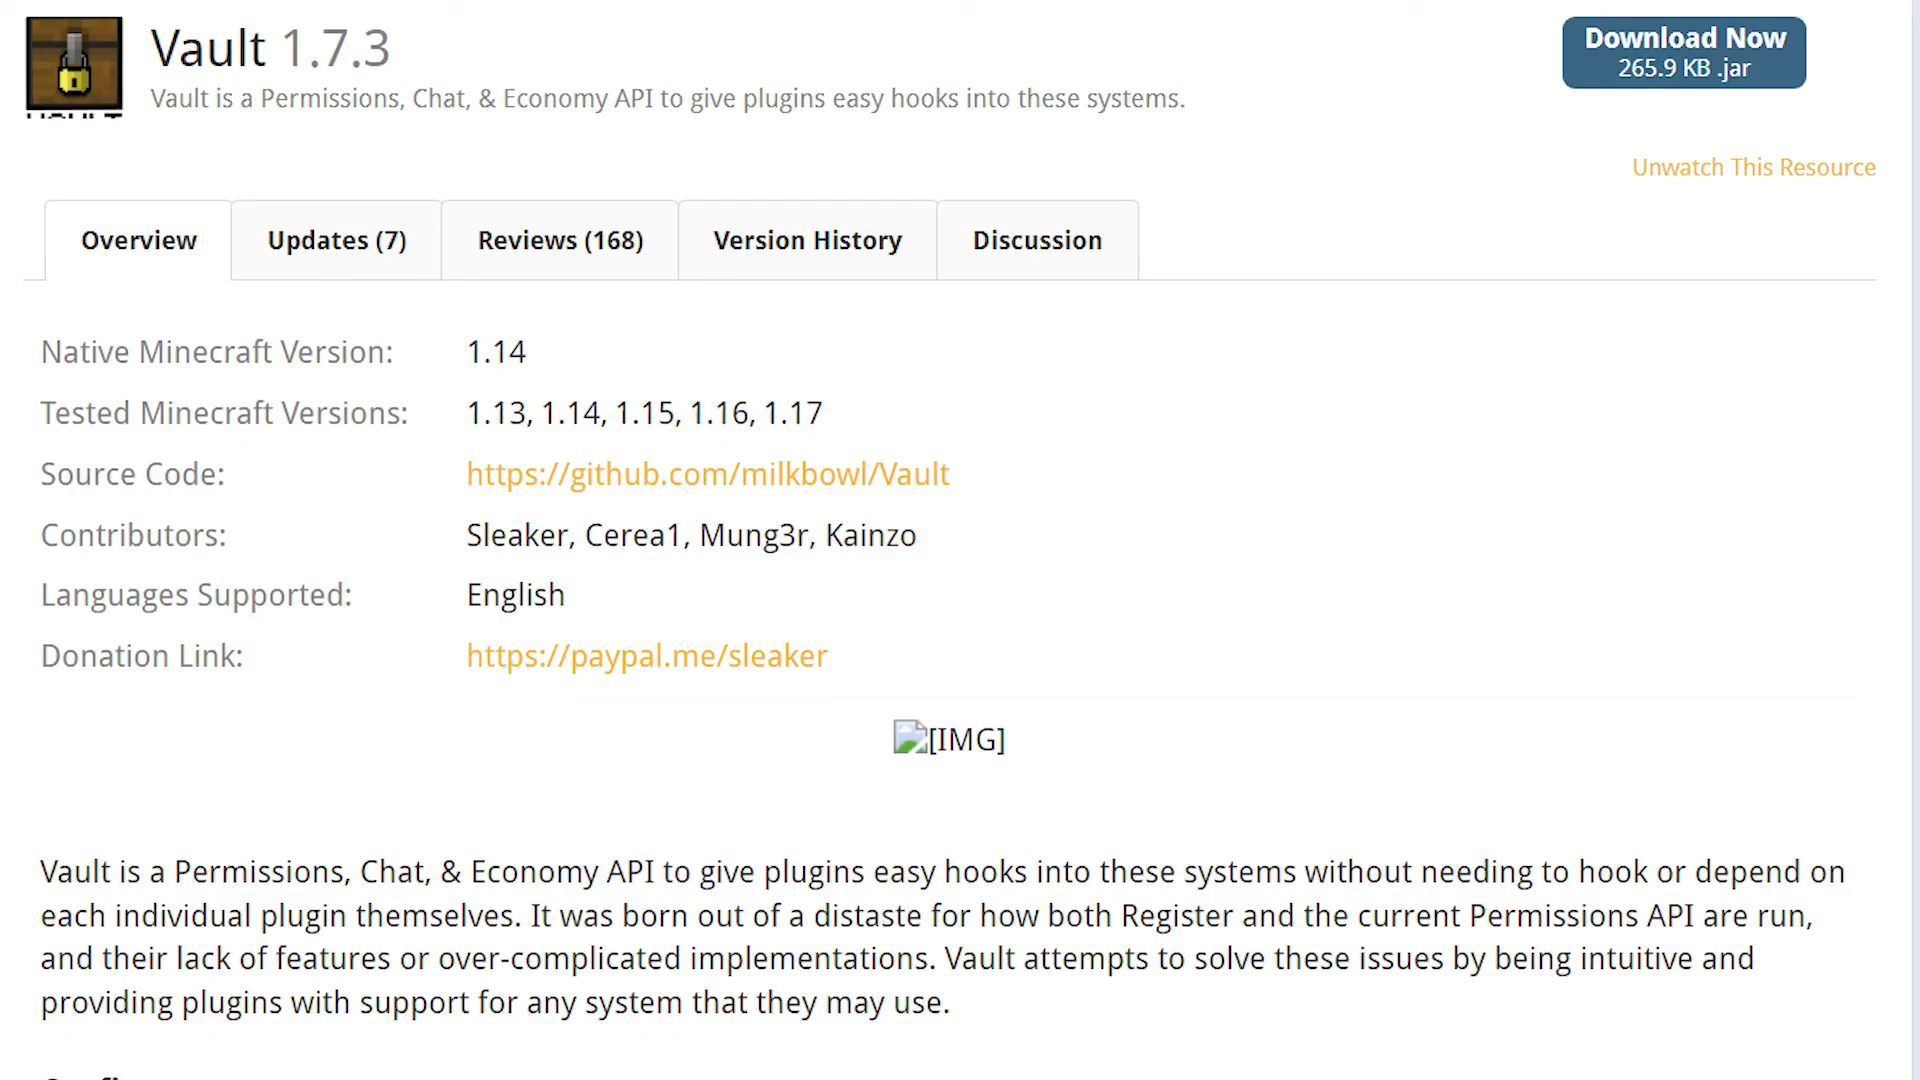 Vault 1.7.3
Vault is a Permissions, Chat, & Economy API to give plugins easy hooks into these systems.
Download Now
265.9 KB .jar
Unwatch This Resource
Overview
Updates (7)
Reviews (168)
Version History
Discussion
Native Minecraft Version: 1.14
Tested Minecraft Versions: 1.13, 1.14, 1.15, 1.16, 1.17
Source Code: https://github.com/milkbowl/Vault
Contributors: Sleaker, Cerea1, Mung3r, Kainzo
Languages Supported: English
Donation Link: https://paypal.me/sleaker
[IMG]
Vault is a Permissions, Chat, & Economy API to give plugins easy hooks into these systems without needing to hook or depend on
each individual plugin themselves. It was born out of a distaste for how both Register and the current Permissions API are run,
and their lack of features or over-complicated implementations. Vault attempts to solve these issues by being intuitive and
providing plugins with support for any system that they may use.